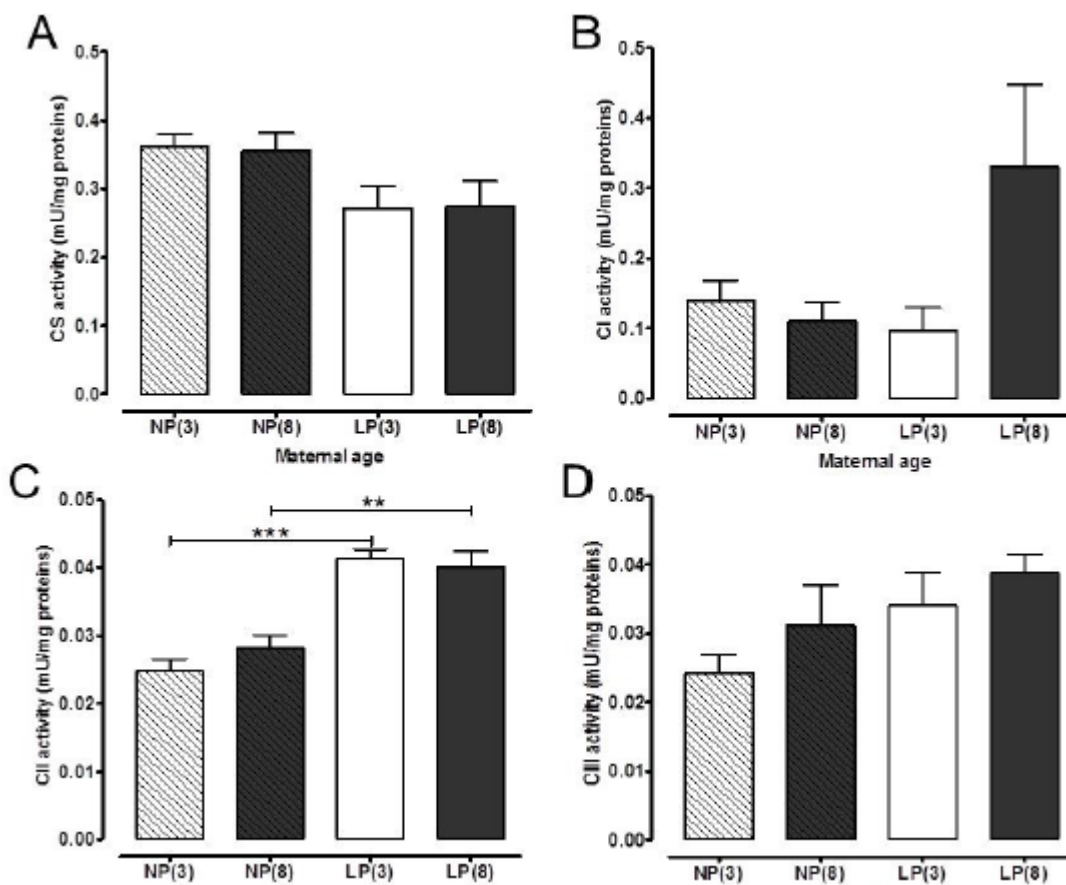 A
CS activity (mU/mg proteins)
0.5
0.4
0.3
0.2
0.1
0.0
NP(3) NP(8) LP(3) LP(8)
Maternal age
B
CI activity (mU/mg proteins)
0.5
0.4
0.3
0.2
0.1
0.0
NP(3) NP(8) LP(3) LP(8)
Maternal age
C
CII activity (mU/mg proteins)
0.05
0.04
0.03
0.02
0.01
0.00
**
***
NP(3) NP(8) LP(3) LP(8)
D
CIII activity (mU/mg proteins)
0.05
0.04
0.03
0.02
0.01
0.00
NP(3) NP(8) LP(3) LP(8)